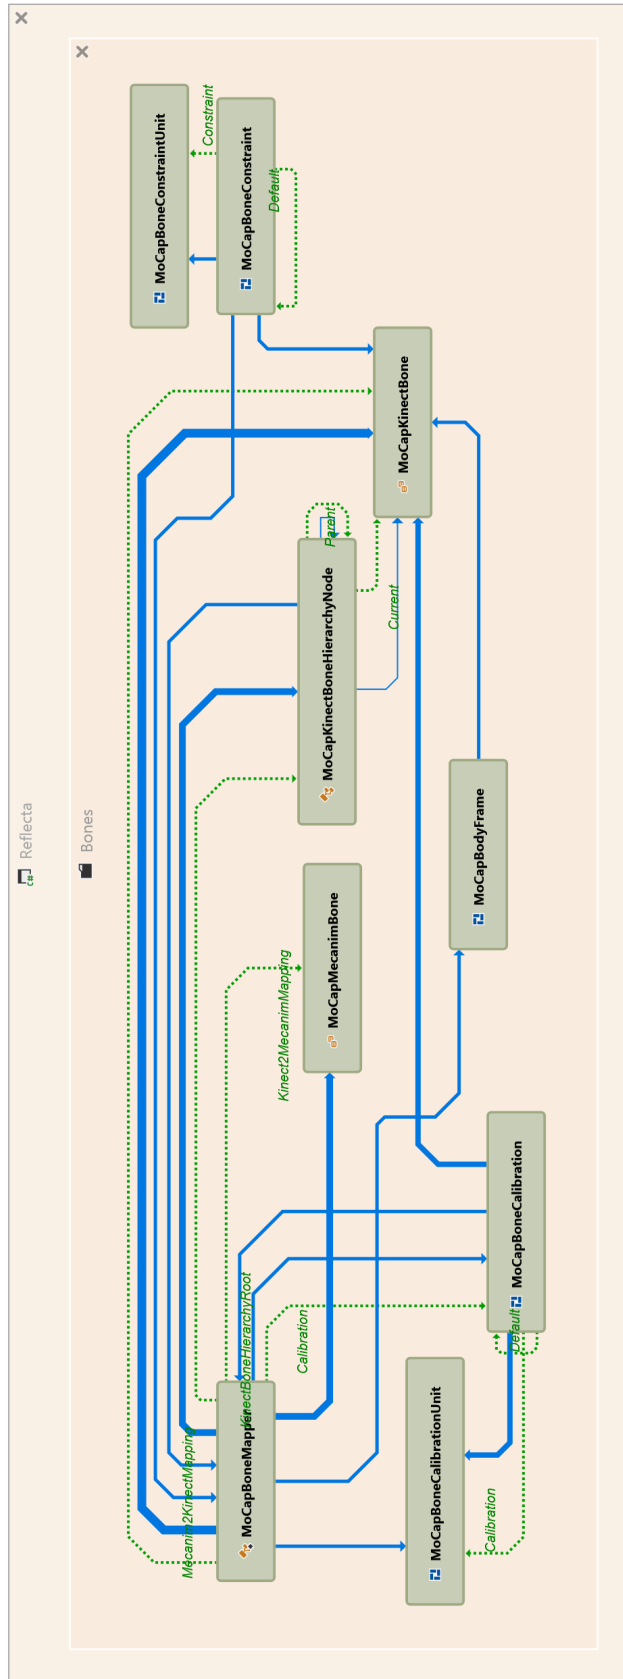 Reflecta
Bones
MoCapBoneConstraintUnit
Constraint
MoCapBoneConstraint
Default
MoCapKinectBone
Parent
Current
MoCapKinectBoneHierarchyNode
MoCapBodyFrame
MoCapMecanimBone
Kinect2MecanimMapping
MoCapBoneCalibration
Default
KinectBoneHierarchyRoot
Calibration
MoCapBoneMapper
Mecanim2KinectMapping
MoCapBoneCalibrationUnit
Calibration
C#